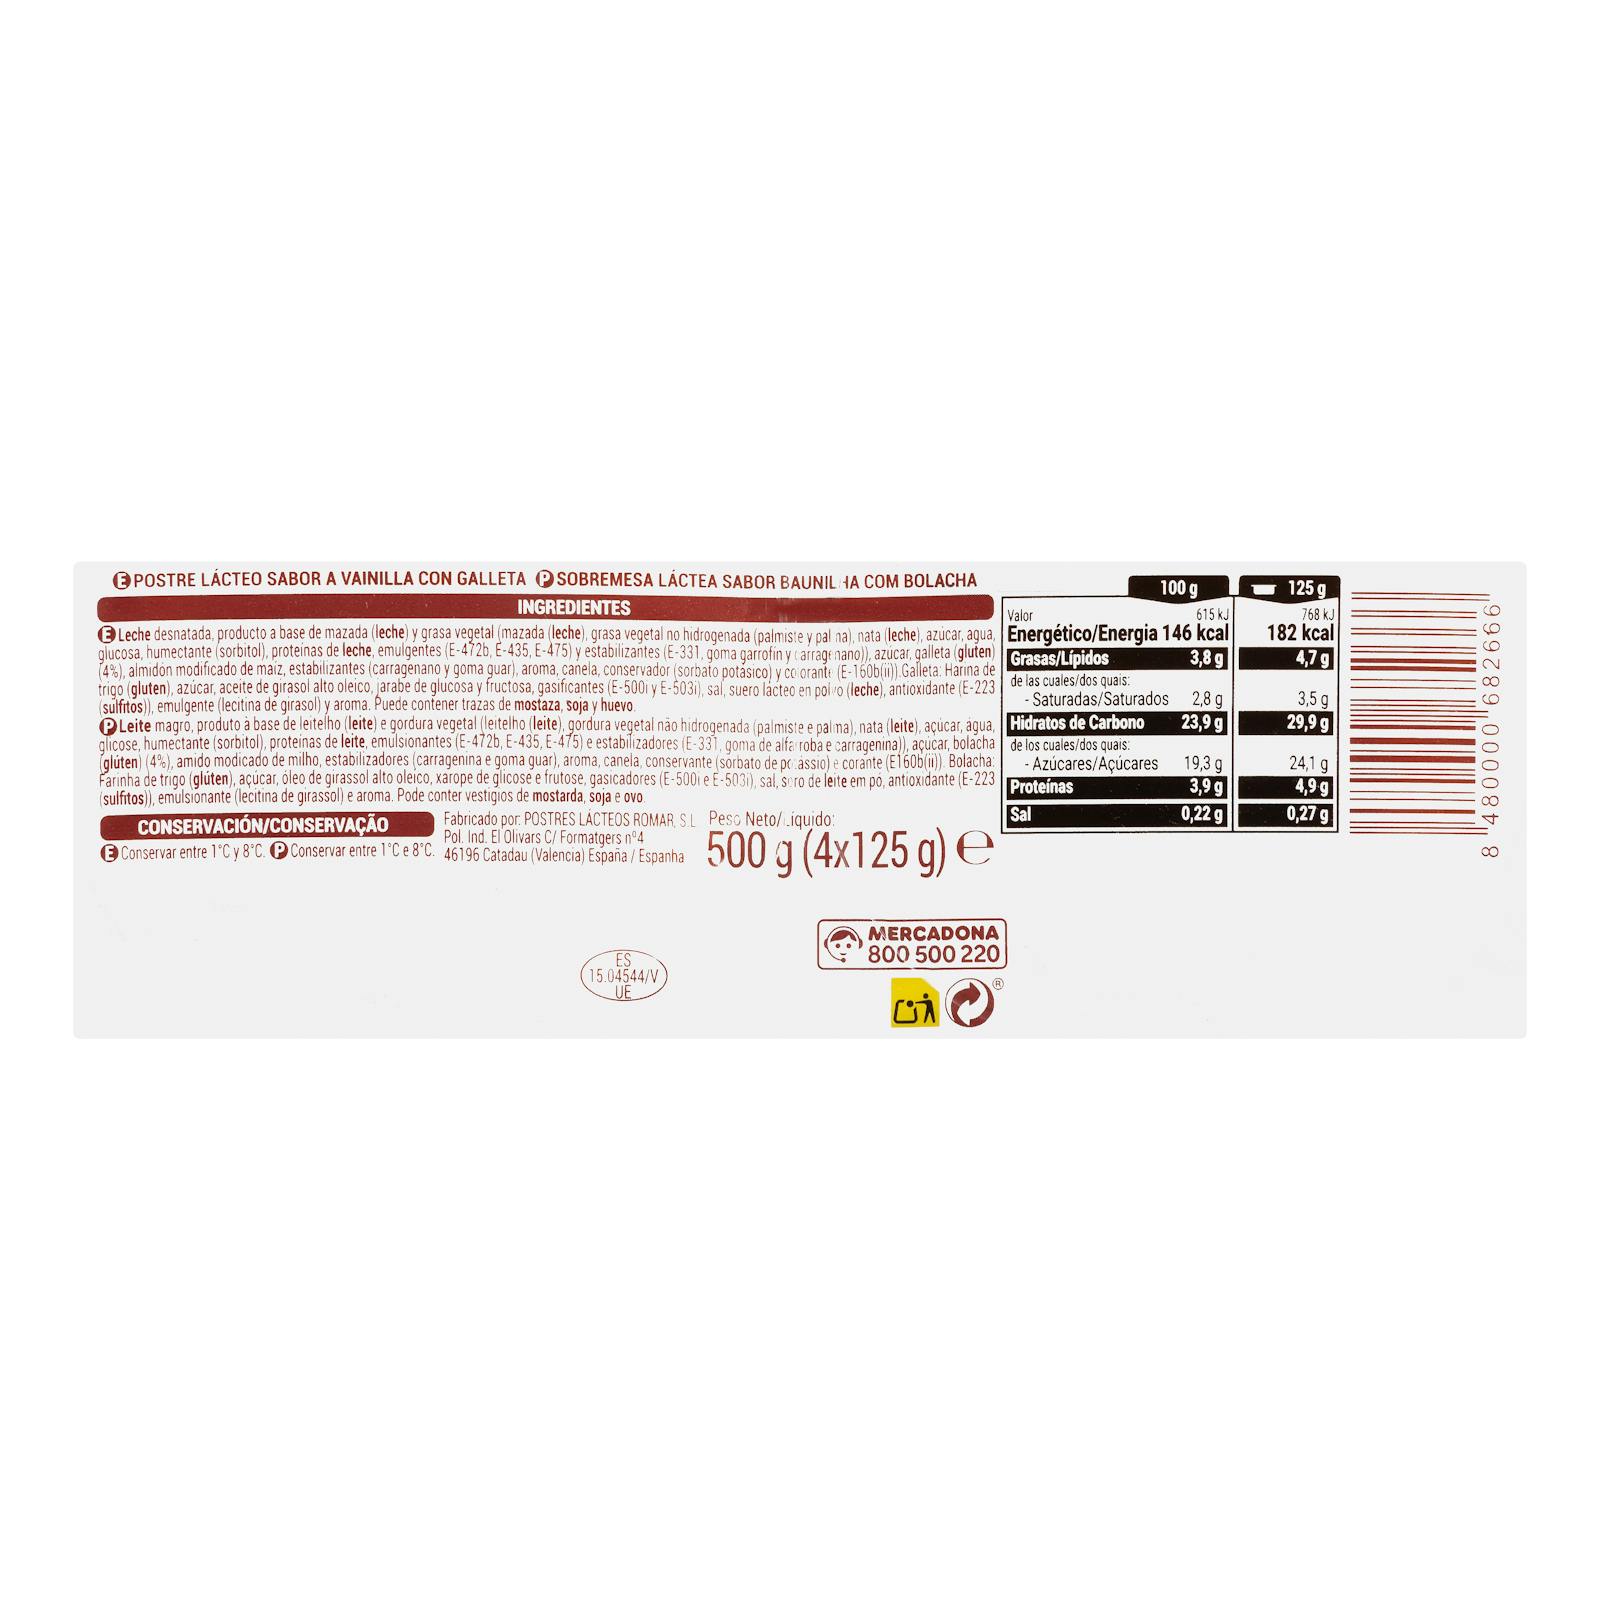 E POSTRE LÁCTEO SABOR A VAINILLA CON GALLETA P SOBREMESA LÁCTEA SABOR BAUNILHA COM BOLACHA
INGREDIENTES
E Leche desnatada, producto a base de mazada (leche) y grasa vegetal (mazada (leche), grasa vegetal no hidrogenada (palmiste y palma), nata (leche), azúcar, agua,
glucosa, humectante (sorbitol), proteínas de leche, emulgentes (E-472b, E-435, E-475) y estabilizantes (E-331, goma garrofín y carragenano)), azúcar, galleta (gluten)
(4%), almidón modificado de maíz, estabilizantes (carragenano y goma guar), aroma, canela, conservador (sorbato potásico) y colorante (E-160b(ii)).Galleta: Harina de
trigo (gluten), azúcar, aceite de girasol alto oléico, jarabe de glucosa y fructosa, gasificantes (E-500i y E-503i), sal, suero lácteo en polvo (leche), antioxidante (E-223
(sulfitos)), emulgente (lecitina de girasol) y aroma. Puede contener trazas de mostaza, soja y huevo.
P Leite magro, produto à base de leitelho (leite) e gordura vegetal (leitelho (leite), gordura vegetal não hidrogenada (palmiste e palma), nata (leite), açúcar, água,
glicose, humectante (sorbitol), proteínas de leite, emulsionantes (E-472b, E-435, E-475) e estabilizadores (E-331, goma de alfarroba e carragenina)), açúcar, bolacha
(glúten) (4%), amido modicado de milho, estabilizadores (carragenina e goma guar), aroma, canela, conservante (sorbato de potássio) e corante (E160b(ii)). Bolacha:
Farinha de trigo (glúten), açúcar, óleo de girassol alto oleico, xarope de glicose e frutose, gasicadores (E-500i e E-503i), sal, soro de leite em pó, antioxidante (E-223
(sulfitos)), emulsionante (lecitina de girassol) e aroma. Pode conter vestígios de mostarda, soja e ovo.
CONSERVACIÓN/CONSERVAÇÃO
E Conservar entre 1°C y 8°C. P Conservar entre 1°C e 8°C.
Fabricado por: POSTRES LÁCTEOS ROMAR, S.L.
Pol. Ind. El Olivars C/ Formatgers nº4
46196 Catadau (Valencia) España / Espanha
Peso Neto/Líquido:
500 g (4x125 g) e
100 g 125 g
Valor 615 kJ 768 kJ
Energético/Energia 146 kcal 182 kcal
Grasas/Lípidos 3,8 g 4,7 g
de las cuales/dos quais:
- Saturadas/Saturados 2,8 g 3,5 g
Hidratos de Carbono 23,9 g 29,9 g
de los cuales/dos quais:
- Azúcares/Açúcares 19,3 g 24,1 g
Proteínas 3,9 g 4,9 g
Sal 0,22 g 0,27 g
8 480000 682666
MERCADONA
800 500 220
ES
15.04544/V
UE
®